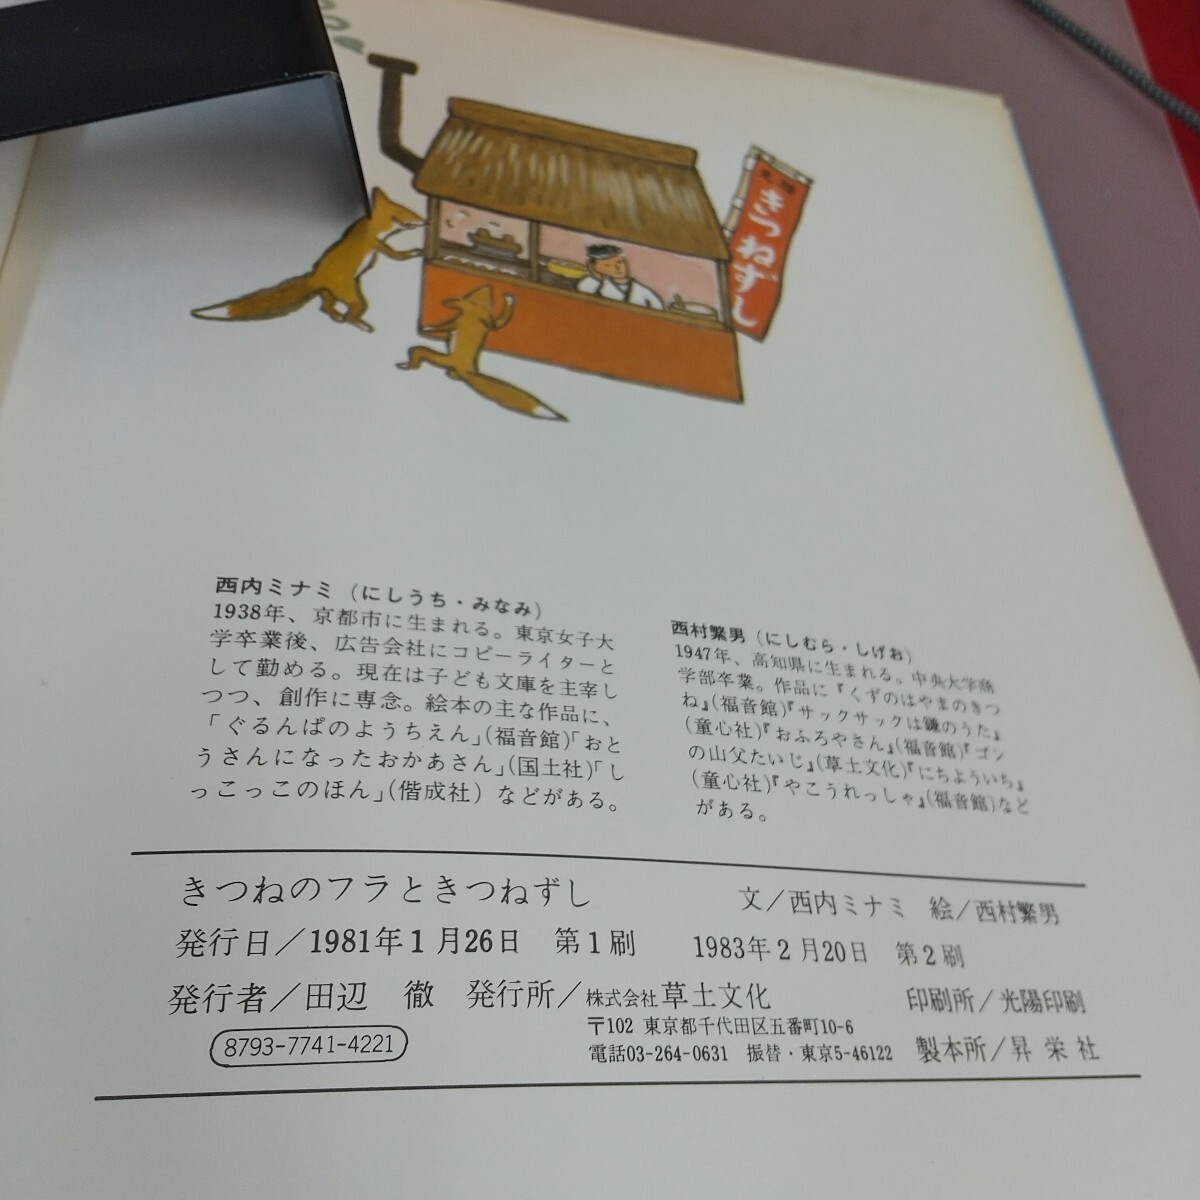 元祖
きつねずし
西内ミナミ (にしうち・みなみ)
1938年、京都市に生まれる。東京女子大
学卒業後、広告会社にコピーライターと
して勤める。現在は子ども文庫を主宰し
つつ、創作に専念。絵本の主な作品に、
「ぐるんぱのようちえん」(福音館)「おと
うさんになったおかあさん」(国土社)「し
っこっこのほん」(偕成社) などがある。
西村繁男 (にしむら・しげお)
1947年、高知県に生まれる。中央大学商
学部卒業。作品に『くずのはやまのきつ
ね』(福音館)『サックサックは鎌のうた』
(童心社)『おふろやさん』(福音館)『ゴン
の山父たいじ』(草土文化)『にちよういち』
(童心社)『やこうれっしゃ』(福音館)など
がある。
きつねのフラときつねずし 文/西内ミナミ 絵/西村繁男
発行日/1981年1月26日 第1刷 1983年2月20日 第2刷
発行者/田辺 徹 発行所/株式会社草土文化 印刷所/光陽印刷
〒102 東京都千代田区五番町10-6
8793-7741-4221 電話03-264-0631 振替・東京5-46122 製本所/昇栄社